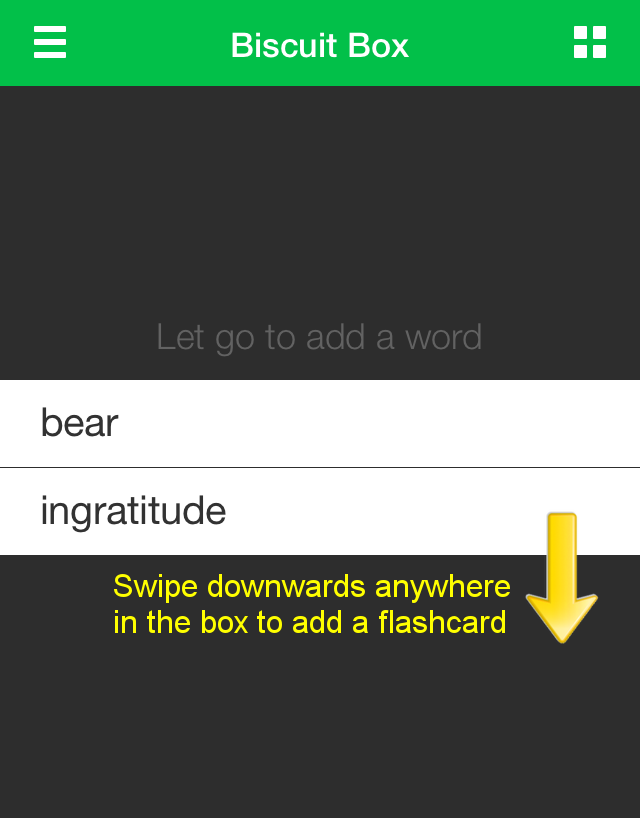 Biscuit Box
Let go to add a word
bear
ingratitude
Swipe downwards anywhere
in the box to add a flashcard